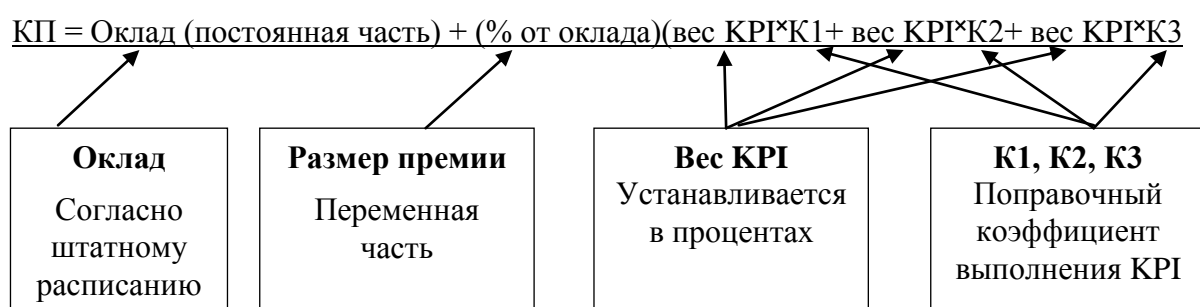 КП = Оклад (постоянная часть) + (% от оклада)(вес KPI*К1+ вес KPI*К2+ вес KPI*К3
Оклад
Согласно
штатному
расписанию
Размер премии
Переменная
часть
Вес KPI
Устанавливается
в процентах
К1, К2, К3
Поправочный
коэффициент
выполнения KPI